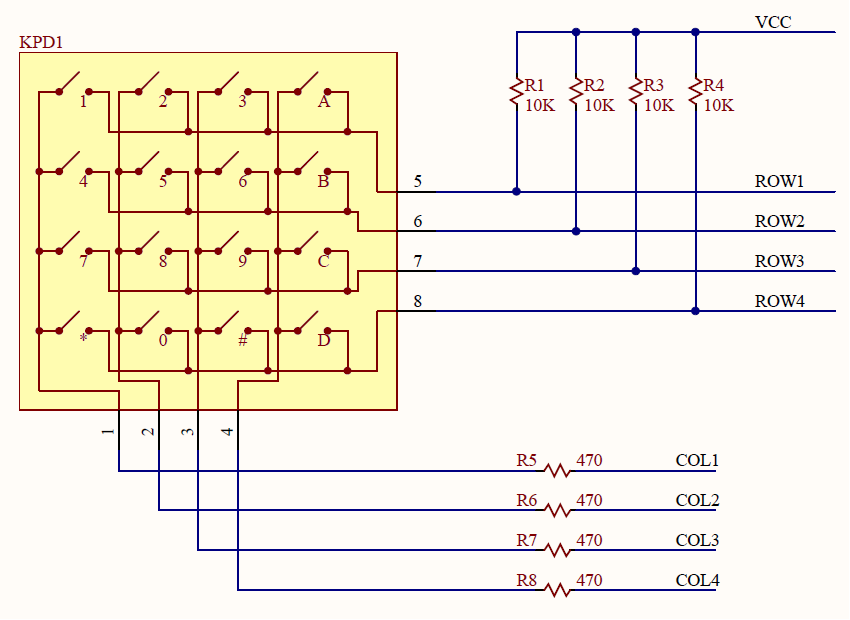 VCC
KPD1
R1 R2 R3 R4
10K 10K 10K 10K
1 2 3 A
4 5 6 B 5 ROW1
6 ROW2
7 8 9 C 7 ROW3
8 ROW4
* 0 # D
1 2 3 4
R5 470 COL1
R6 470 COL2
R7 470 COL3
R8 470 COL4